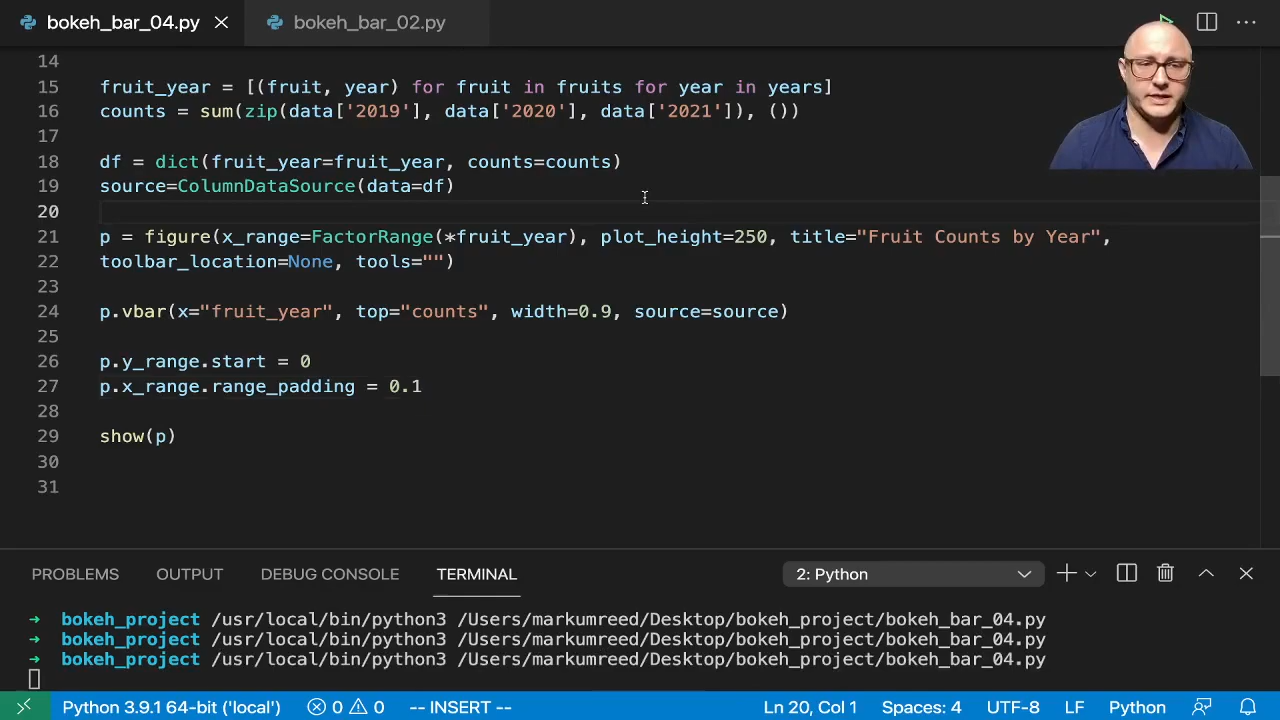 bokeh_bar_04.py
bokeh_bar_02.py
14
15 fruit_year = [(fruit, year) for fruit in fruits for year in years]
16 counts = sum(zip(data['2019'], data['2020'], data['2021']), ())
17
18 df = dict(fruit_year=fruit_year, counts=counts)
19 source=ColumnDataSource(data=df)
20
21 p = figure(x_range=FactorRange(*fruit_year), plot_height=250, title="Fruit Counts by Year",
22 toolbar_location=None, tools="")
23
24 p.vbar(x="fruit_year", top="counts", width=0.9, source=source)
25
26 p.y_range.start = 0
27 p.x_range.range_padding = 0.1
28
29 show(p)
30
31
PROBLEMS OUTPUT DEBUG CONSOLE TERMINAL 2: Python
→ bokeh_project /usr/local/bin/python3 /Users/markumreed/Desktop/bokeh_project/bokeh_bar_04.py
→ bokeh_project /usr/local/bin/python3 /Users/markumreed/Desktop/bokeh_project/bokeh_bar_04.py
→ bokeh_project /usr/local/bin/python3 /Users/markumreed/Desktop/bokeh_project/bokeh_bar_04.py
Python 3.9.1 64-bit ('local') 0 0 -- INSERT -- Ln 20, Col 1 Spaces: 4 UTF-8 LF Python